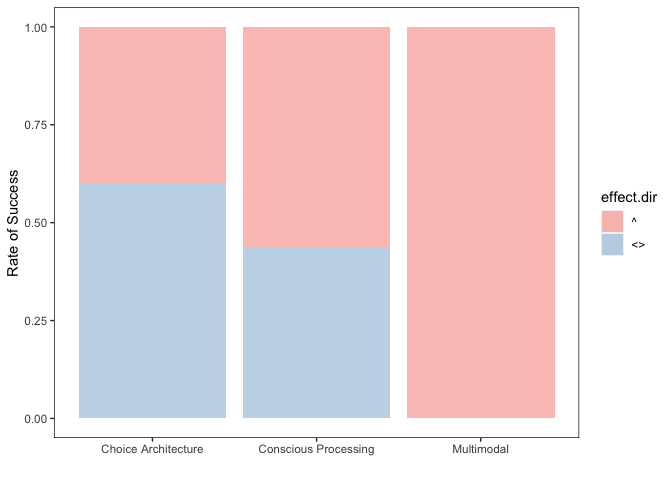 1.00
0.75
0.50
0.25
0.00
Rate of Success
Choice Architecture
Conscious Processing
Multimodal
effect.dir
^
<>